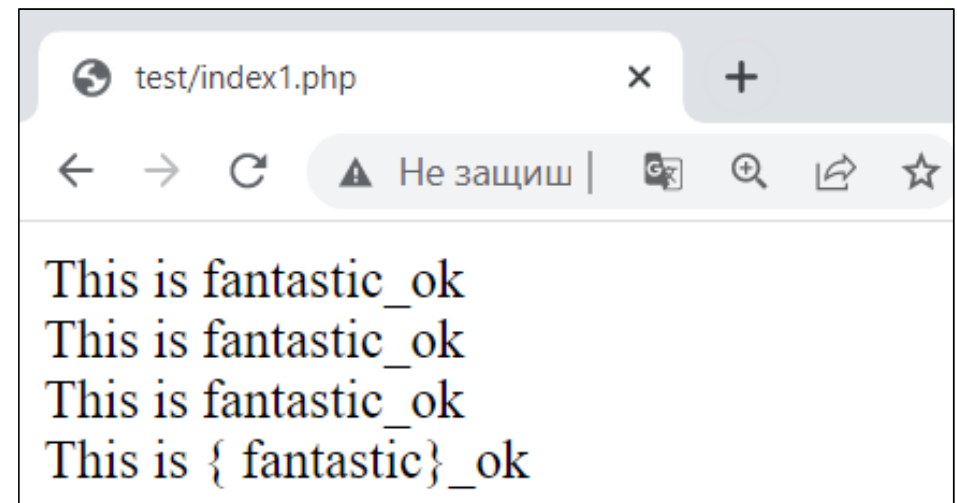 test/index1.php
Не защищ
This is fantastic_ok
This is fantastic_ok
This is fantastic_ok
This is { fantastic}_ok